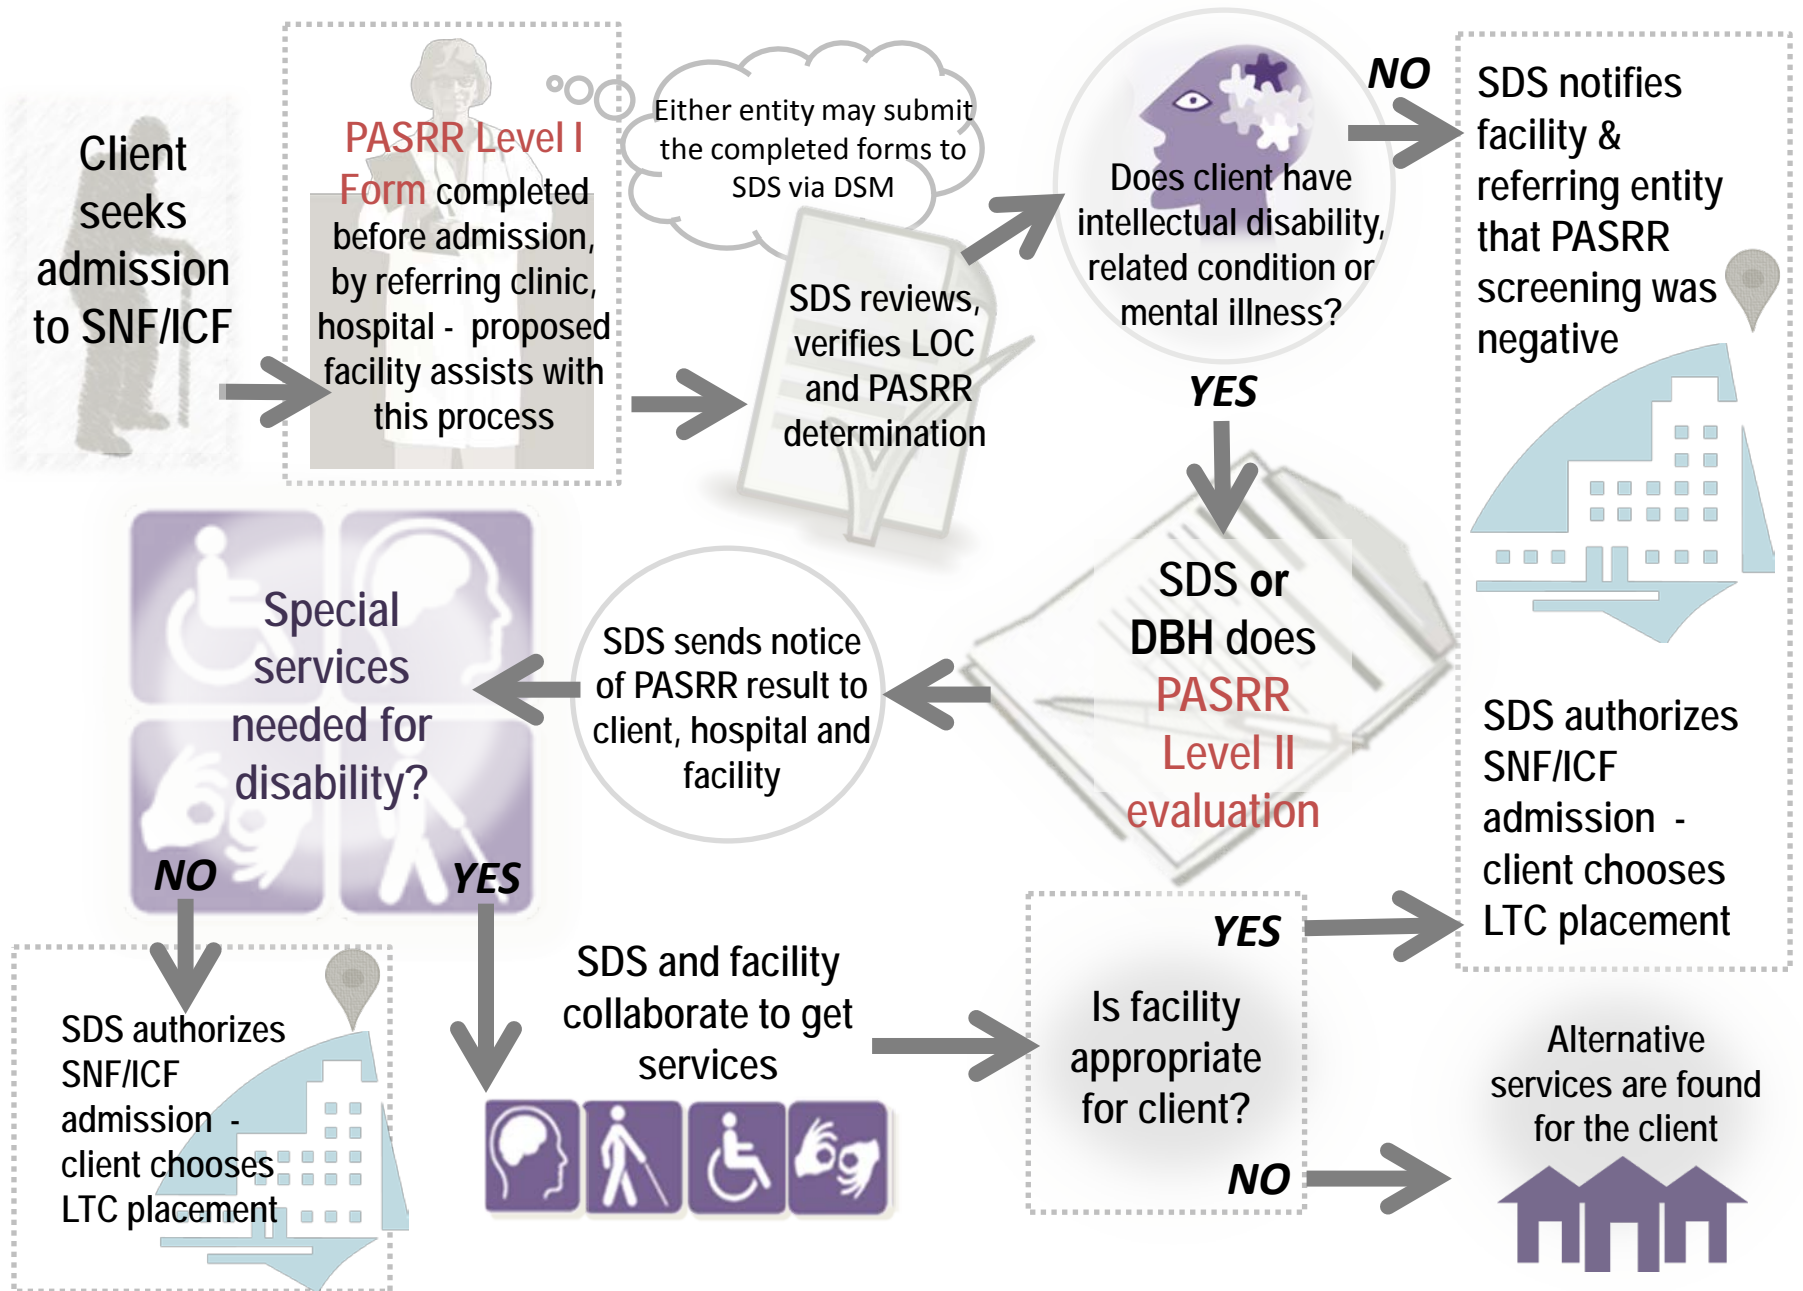 Client
seeks
admission
to SNF/ICF
PASRR Level I
Form completed
before admission,
by referring clinic,
hospital - proposed
facility assists with
this process
Either entity may submit
the completed forms to
SDS via DSM
SDS reviews,
verifies LOC
and PASRR
determination
Does client have
intellectual disability,
related condition or
mental illness?
NO
SDS notifies
facility &
referring entity
that PASRR
screening was
negative
YES
SDS or
DBH does
PASRR
Level II
evaluation
SDS sends notice
of PASRR result to
client, hospital and
facility
Special
services
needed for
disability?
NO
YES
SDS authorizes
SNF/ICF
admission -
client chooses
LTC placement
SDS and facility
collaborate to get
services
Is facility
appropriate
for client?
YES
NO
SDS authorizes
SNF/ICF
admission -
client chooses
LTC placement
Alternative
services are found
for the client